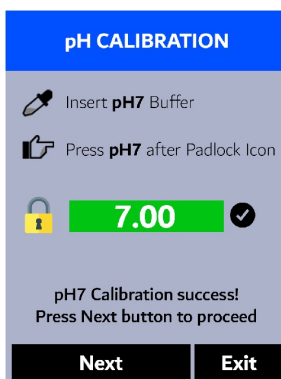 pH CALIBRATION
Insert pH7 Buffer
Press pH7 after Padlock Icon
7.00
pH7 Calibration success!
Press Next button to proceed
Next Exit